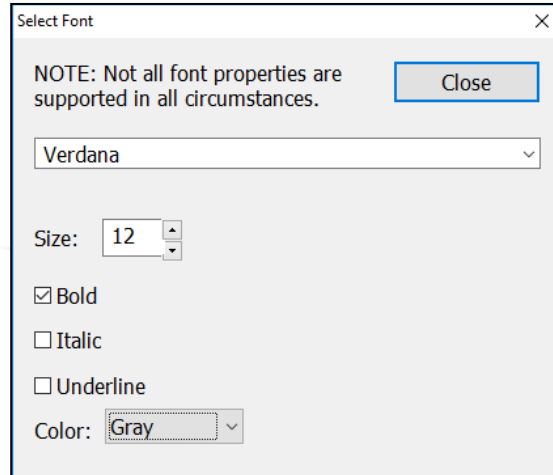 Select Font
NOTE: Not all font properties are
supported in all circumstances.
Close
Verdana
Size: 12
Bold
Italic
Underline
Color: Gray